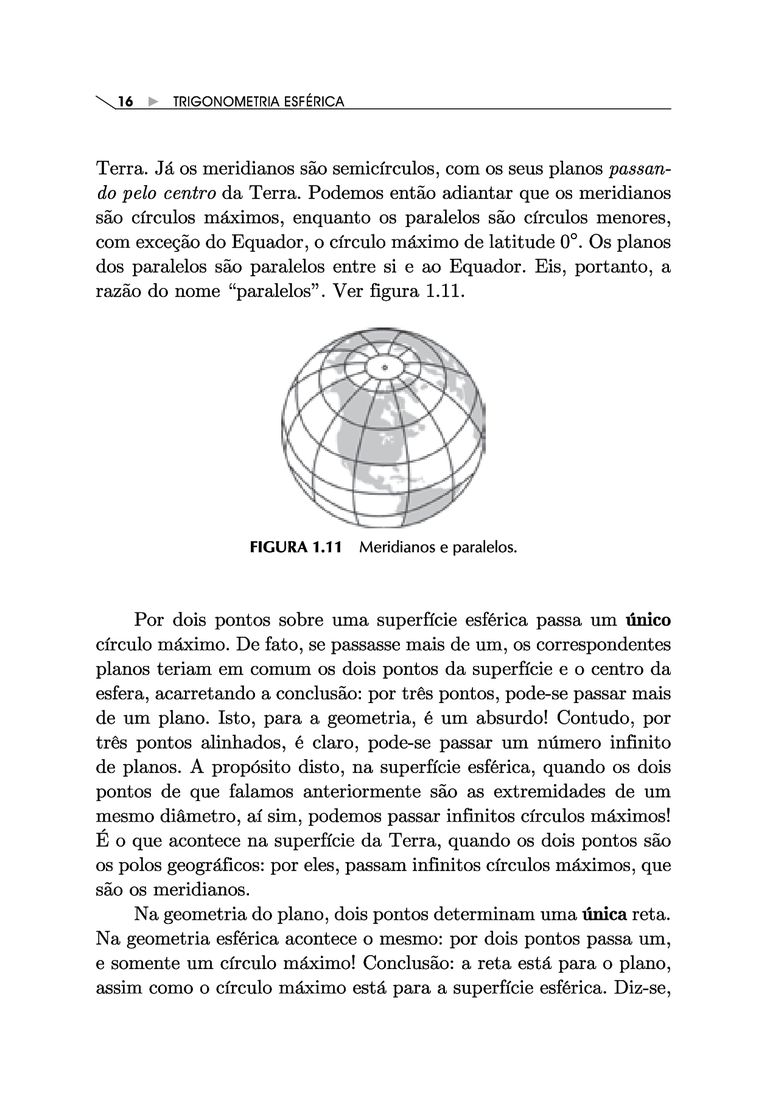 16 ► TRIGONOMETRIA ESFÉRICA
Terra. Já os meridianos são semicírculos, com os seus planos passan-
do pelo centro da Terra. Podemos então adiantar que os meridianos
são círculos máximos, enquanto os paralelos são círculos menores,
com exceção do Equador, o círculo máximo de latitude 0°. Os planos
dos paralelos são paralelos entre si e ao Equador. Eis, portanto, a
razão do nome “paralelos”. Ver figura 1.11.
FIGURA 1.11 Meridianos e paralelos.
Por dois pontos sobre uma superfície esférica passa um único
círculo máximo. De fato, se passasse mais de um, os correspondentes
planos teriam em comum os dois pontos da superfície e o centro da
esfera, acarretando a conclusão: por três pontos, pode-se passar mais
de um plano. Isto, para a geometria, é um absurdo! Contudo, por
três pontos alinhados, é claro, pode-se passar um número infinito
de planos. A propósito disto, na superfície esférica, quando os dois
pontos de que falamos anteriormente são as extremidades de um
mesmo diâmetro, aí sim, podemos passar infinitos círculos máximos!
É o que acontece na superfície da Terra, quando os dois pontos são
os polos geográficos: por eles, passam infinitos círculos máximos, que
são os meridianos.
Na geometria do plano, dois pontos determinam uma única reta.
Na geometria esférica acontece o mesmo: por dois pontos passa um,
e somente um círculo máximo! Conclusão: a reta está para o plano,
assim como o círculo máximo está para a superfície esférica. Diz-se,